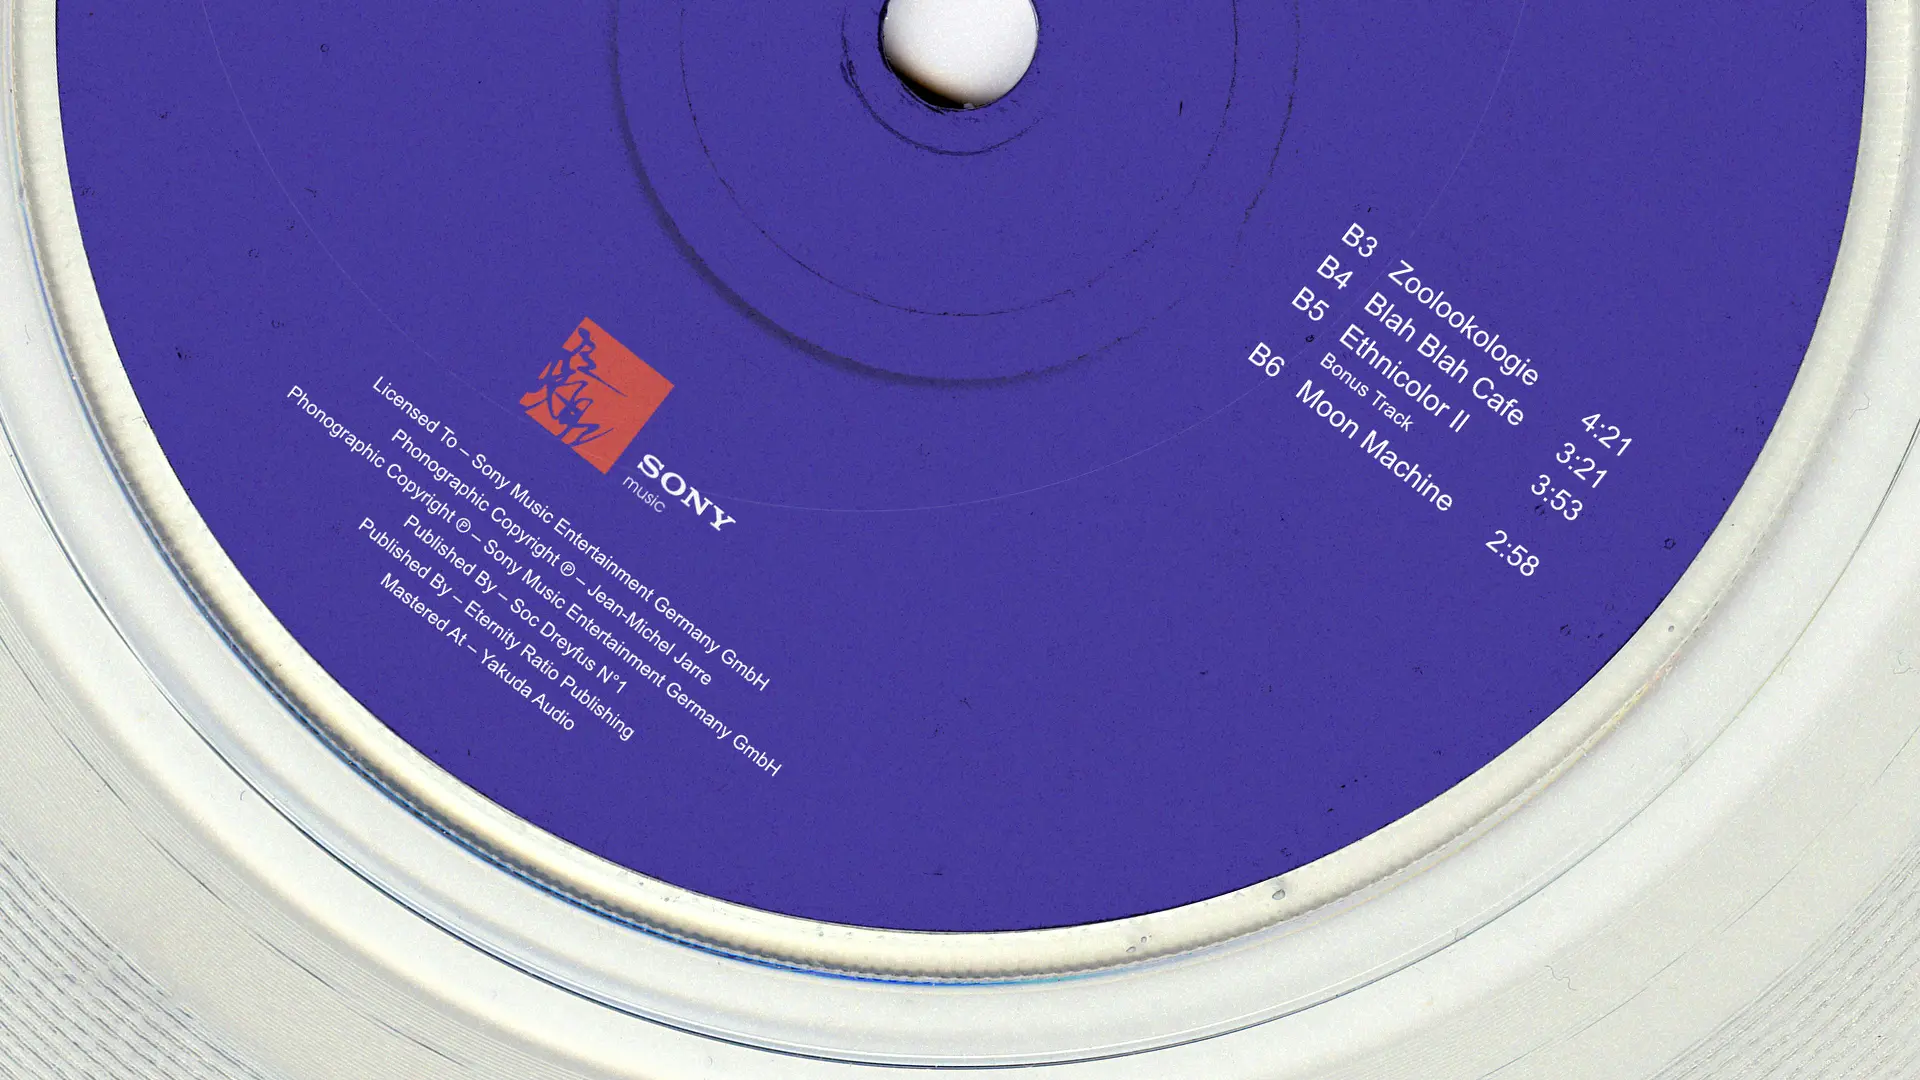 SONY
music
Licensed To – Sony Music Entertainment Germany GmbH
Phonographic Copyright ℗ – Jean-Michel Jarre
Phonographic Copyright ℗ – Sony Music Entertainment Germany GmbH
Published By – Soc Dreyfus N°1
Published By – Eternity Ratio Publishing
Mastered At – Yakuda Audio
B3 Zoolookologie 4:21
B4 Blah Blah Cafe 3:21
B5 Ethnicolor II 3:53
Bonus Track
B6 Moon Machine 2:58